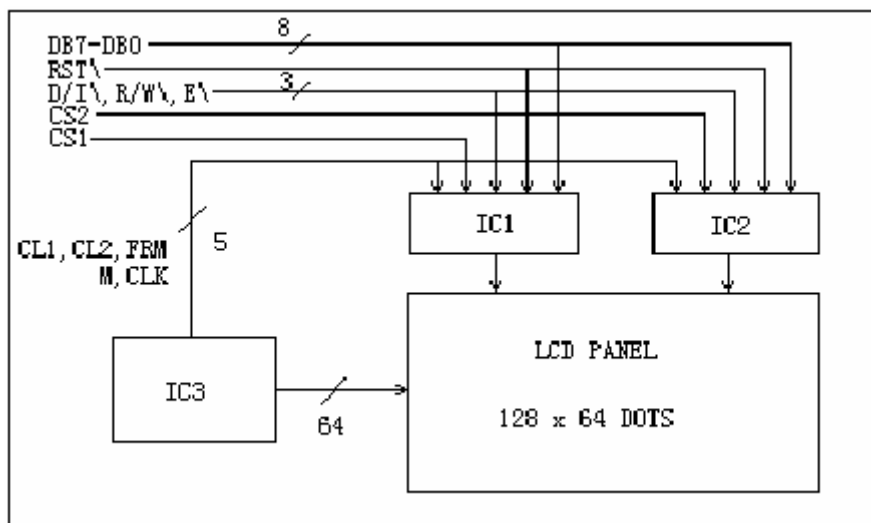 8
DB7-DB0
RST\
3
D/I\, R/W\, E\
CS2
CS1
5
CL1, CL2, FRM
M, CLK
IC1
IC2
LCD PANEL
IC3
64
128 x 64 DOTS